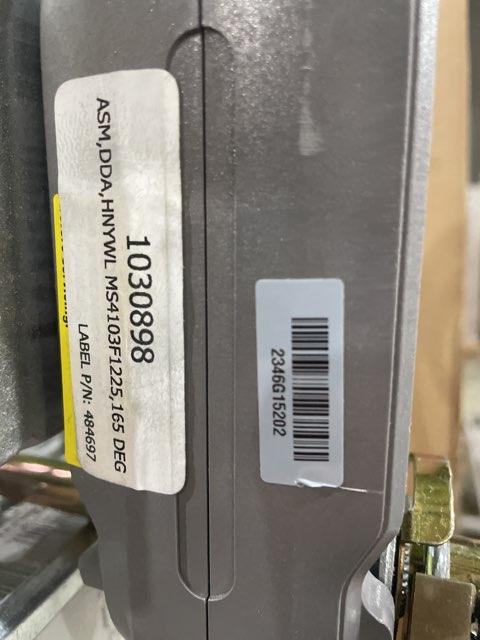 1030898
ASM,DDA,HNYWL MS4103F1225,165 DEG
LABEL P/N: 484697
2346G15202